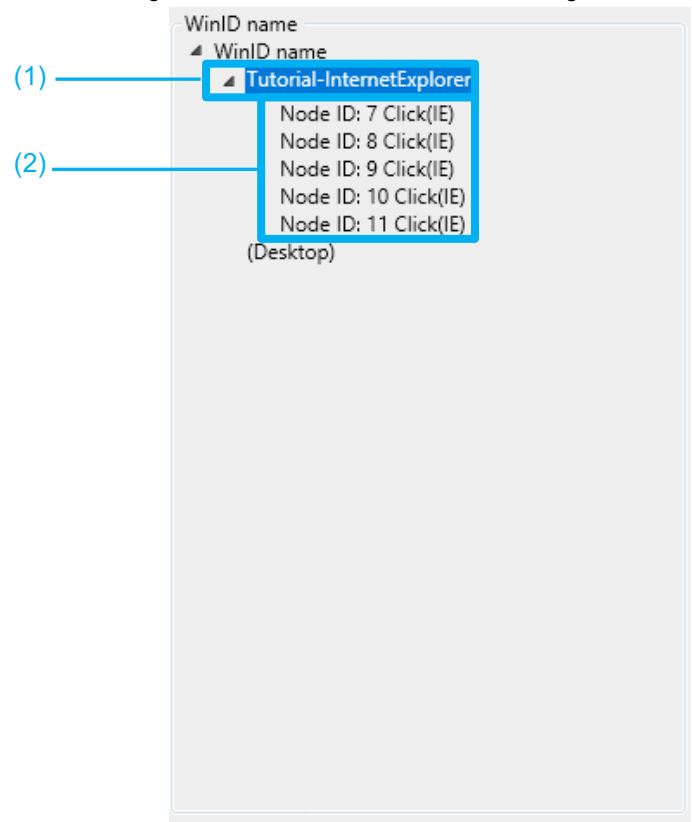 WinID name
WinID name
(1)
Tutorial-InternetExplorer
Node ID: 7 Click(IE)
Node ID: 8 Click(IE)
(2)
Node ID: 9 Click(IE)
Node ID: 10 Click(IE)
Node ID: 11 Click(IE)
(Desktop)